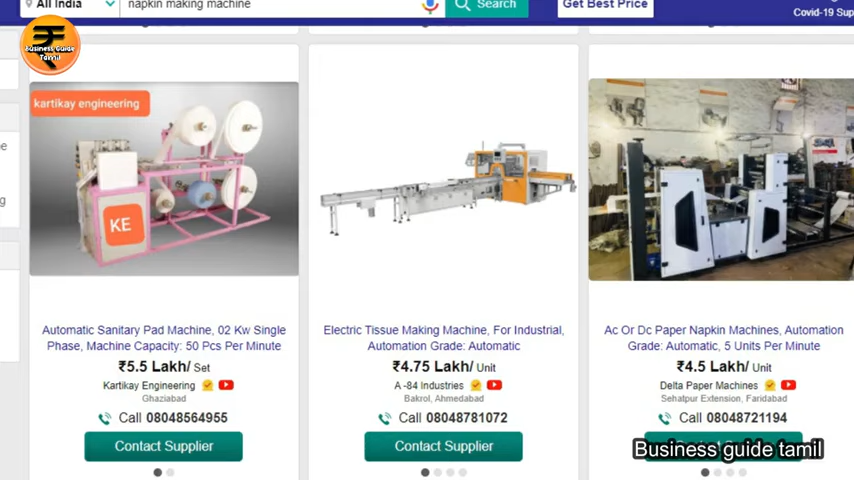 All India
napkin making machine
Search
Get Best Price
Covid-19 Sup
Business Guide
Tamil
kartikay engineering
KE
Automatic Sanitary Pad Machine, 02 Kw Single
Phase, Machine Capacity: 50 Pcs Per Minute
₹5.5 Lakh/ Set
Kartikay Engineering
Ghaziabad
Call 08048564955
Contact Supplier
Electric Tissue Making Machine, For Industrial,
Automation Grade: Automatic
₹4.75 Lakh/ Unit
A -84 Industries
Bakrol, Ahmedabad
Call 08048781072
Contact Supplier
Ac Or Dc Paper Napkin Machines, Automation
Grade: Automatic, 5 Units Per Minute
₹4.5 Lakh/ Unit
Delta Paper Machines
Sehatpur Extension, Faridabad
Call 08048721194
Business guide tamil